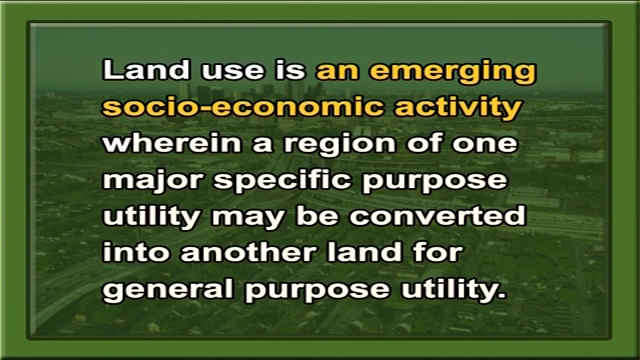 Land use is an emerging
socio-economic activity
wherein a region of one
major specific purpose
utility may be converted
into another land for
general purpose utility.